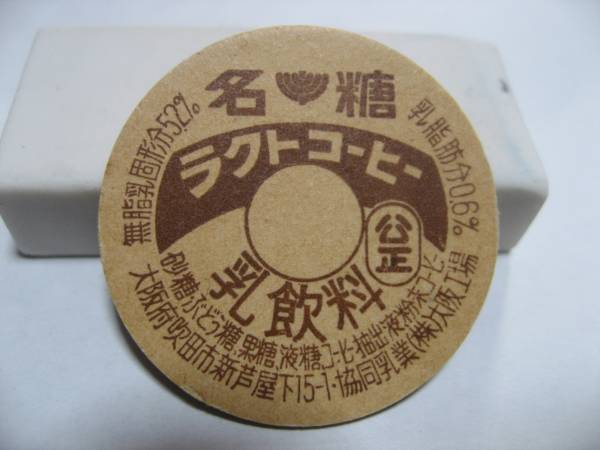 名糖
無脂乳固形分5.2%
乳脂肪分0.6%
ラクトコーヒー
公正
乳飲料
砂糖、ぶどう糖、果糖、液糖、コーヒー抽出液、粉末コーヒー
大阪府吹田市新芦屋下15-1・協同乳業(株)大阪工場